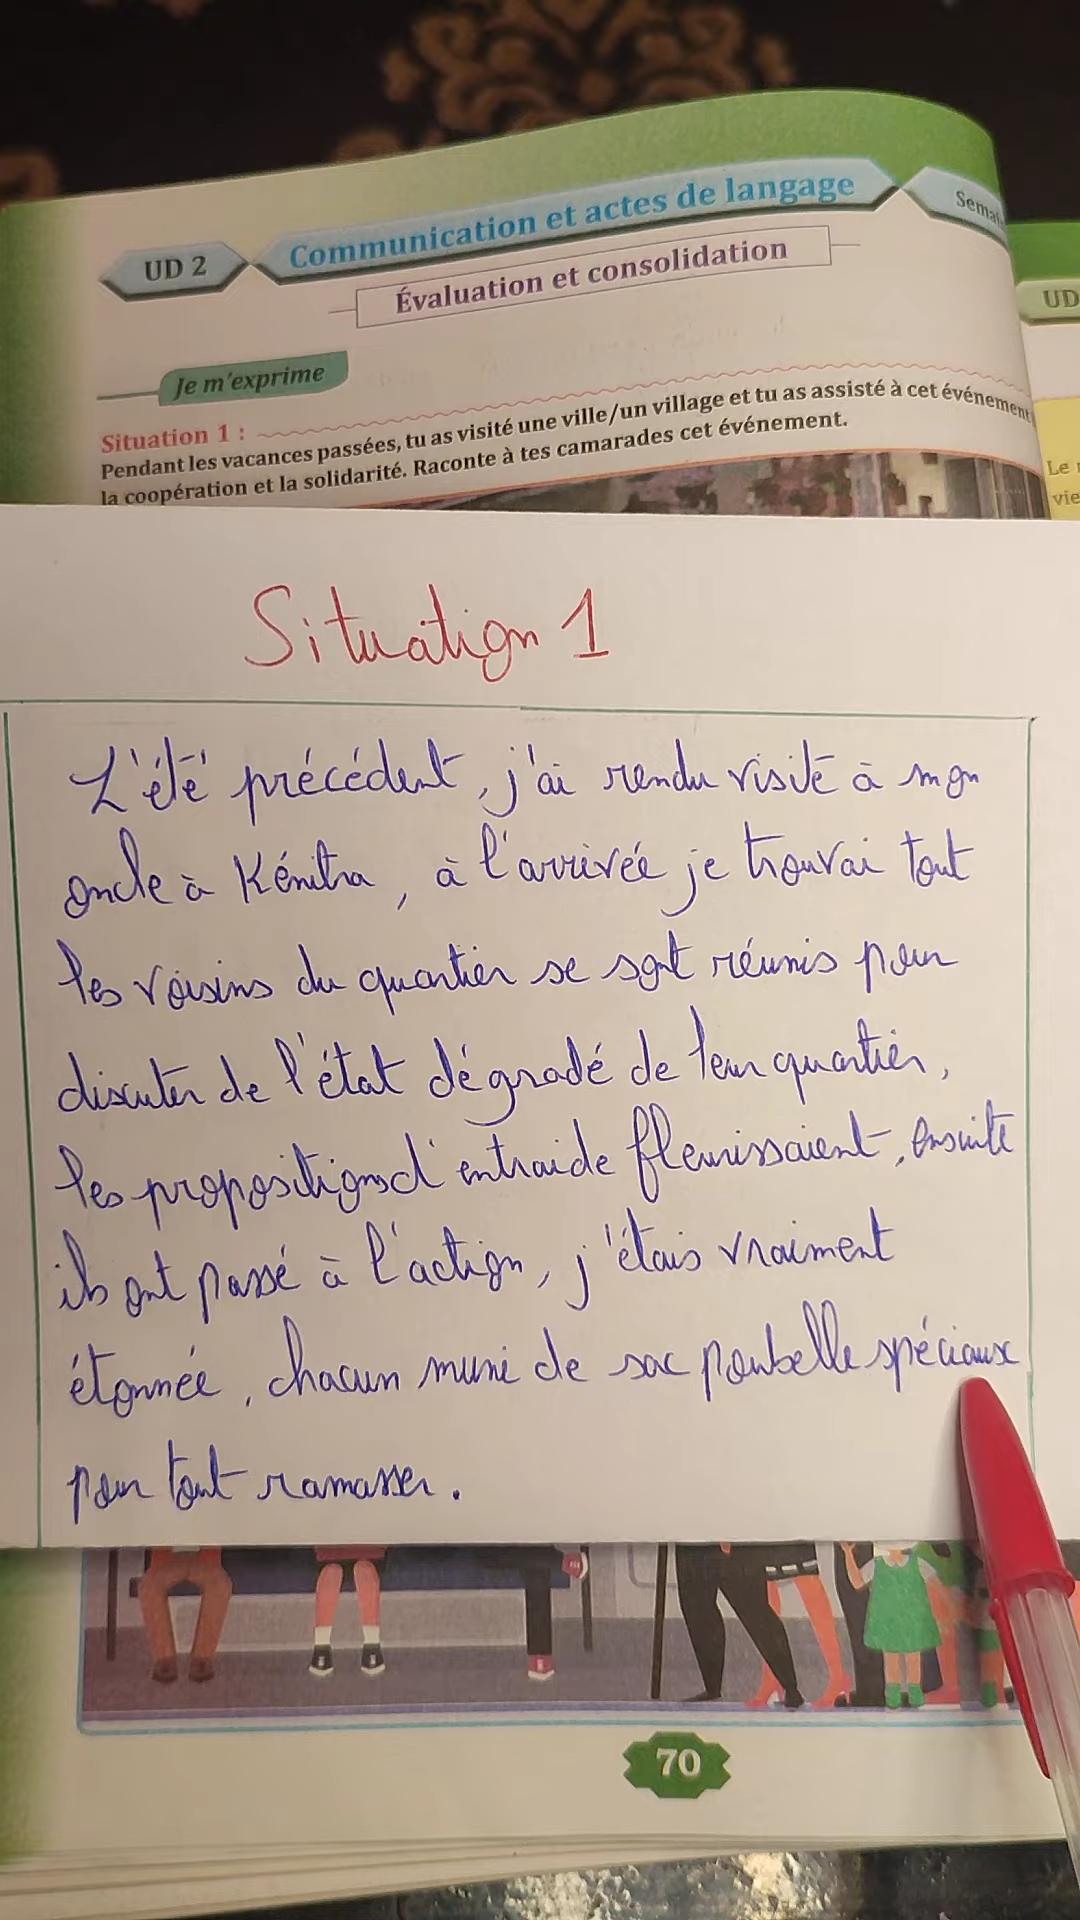 UD 2
Communication et actes de langage
Semai
Évaluation et consolidation
UD
Je m'exprime
Situation 1 :
Pendant les vacances passées, tu as visité une ville/un village et tu as assisté à cet événement
la coopération et la solidarité. Raconte à tes camarades cet événement.
Le
vie
Situation 1
L'été précédent, j'ai rendu visite à mon
oncle à Kénitra, à l'arrivée je trouvai tout
les voisins du quartier se sont réunis pour
discuter de l'état dégradé de leur quartier,
les propositions d'entraide fleurissaient, ensuite
ils ont passé à l'action, j'étais vraiment
étonnée, chacun muni de sac poubelle spéciaux
pour tout ramasser.
70